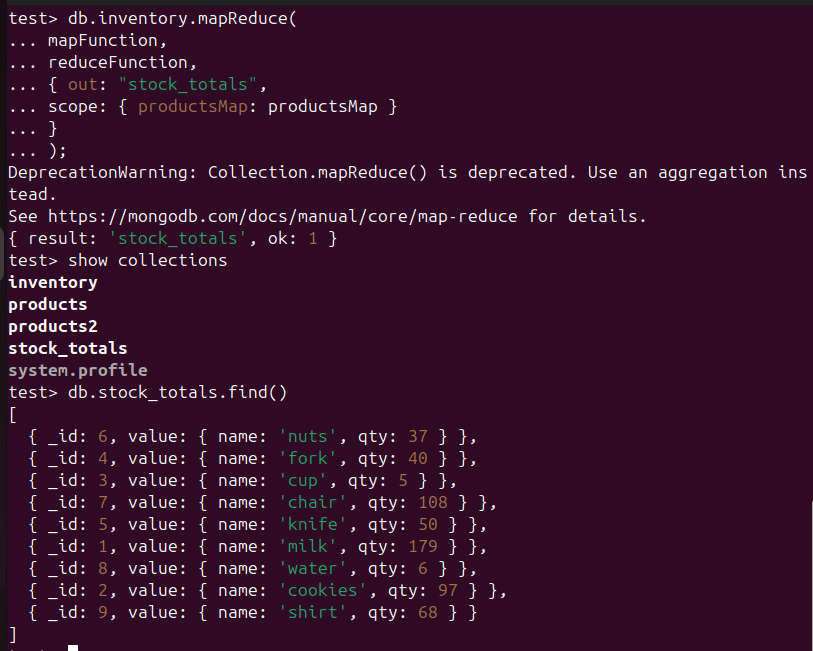 test> db.inventory.mapReduce(
... mapFunction,
... reduceFunction,
... { out: "stock_totals",
... scope: { productsMap: productsMap }
... }
... );
DeprecationWarning: Collection.mapReduce() is deprecated. Use an aggregation ins
tead.
See https://mongodb.com/docs/manual/core/map-reduce for details.
{ result: 'stock_totals', ok: 1 }
test> show collections
inventory
products
products2
stock_totals
system.profile
test> db.stock_totals.find()
[
  { _id: 6, value: { name: 'nuts', qty: 37 } },
  { _id: 4, value: { name: 'fork', qty: 40 } },
  { _id: 3, value: { name: 'cup', qty: 5 } },
  { _id: 7, value: { name: 'chair', qty: 108 } },
  { _id: 5, value: { name: 'knife', qty: 50 } },
  { _id: 1, value: { name: 'milk', qty: 179 } },
  { _id: 8, value: { name: 'water', qty: 6 } },
  { _id: 2, value: { name: 'cookies', qty: 97 } },
  { _id: 9, value: { name: 'shirt', qty: 68 } }
]